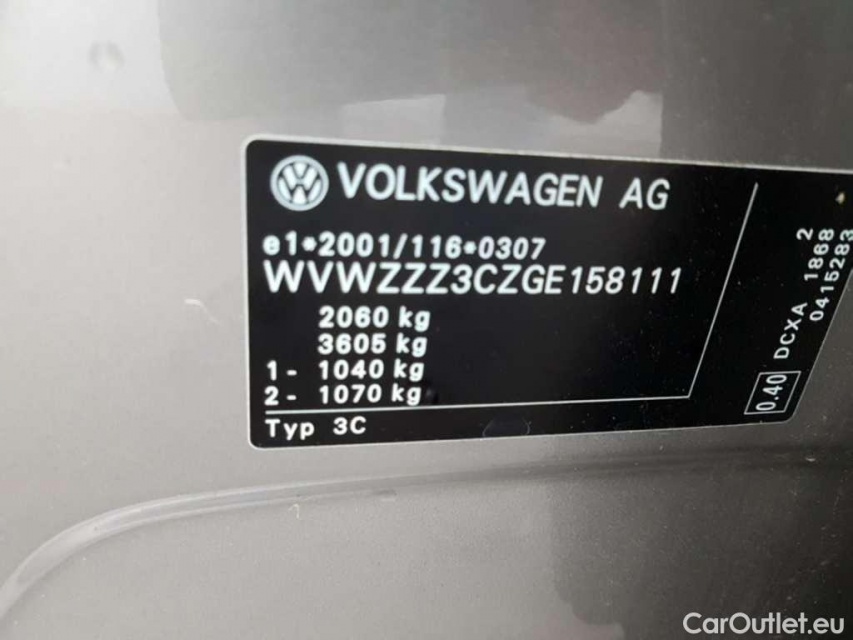 VOLKSWAGEN AG
e1*2001/116*0307
WVWZZZ3CZGE158111
2060 kg
3605 kg
1- 1040 kg
2- 1070 kg
Typ 3C
0.40 DCXA 1868 2
0415283
CarOutlet.eu